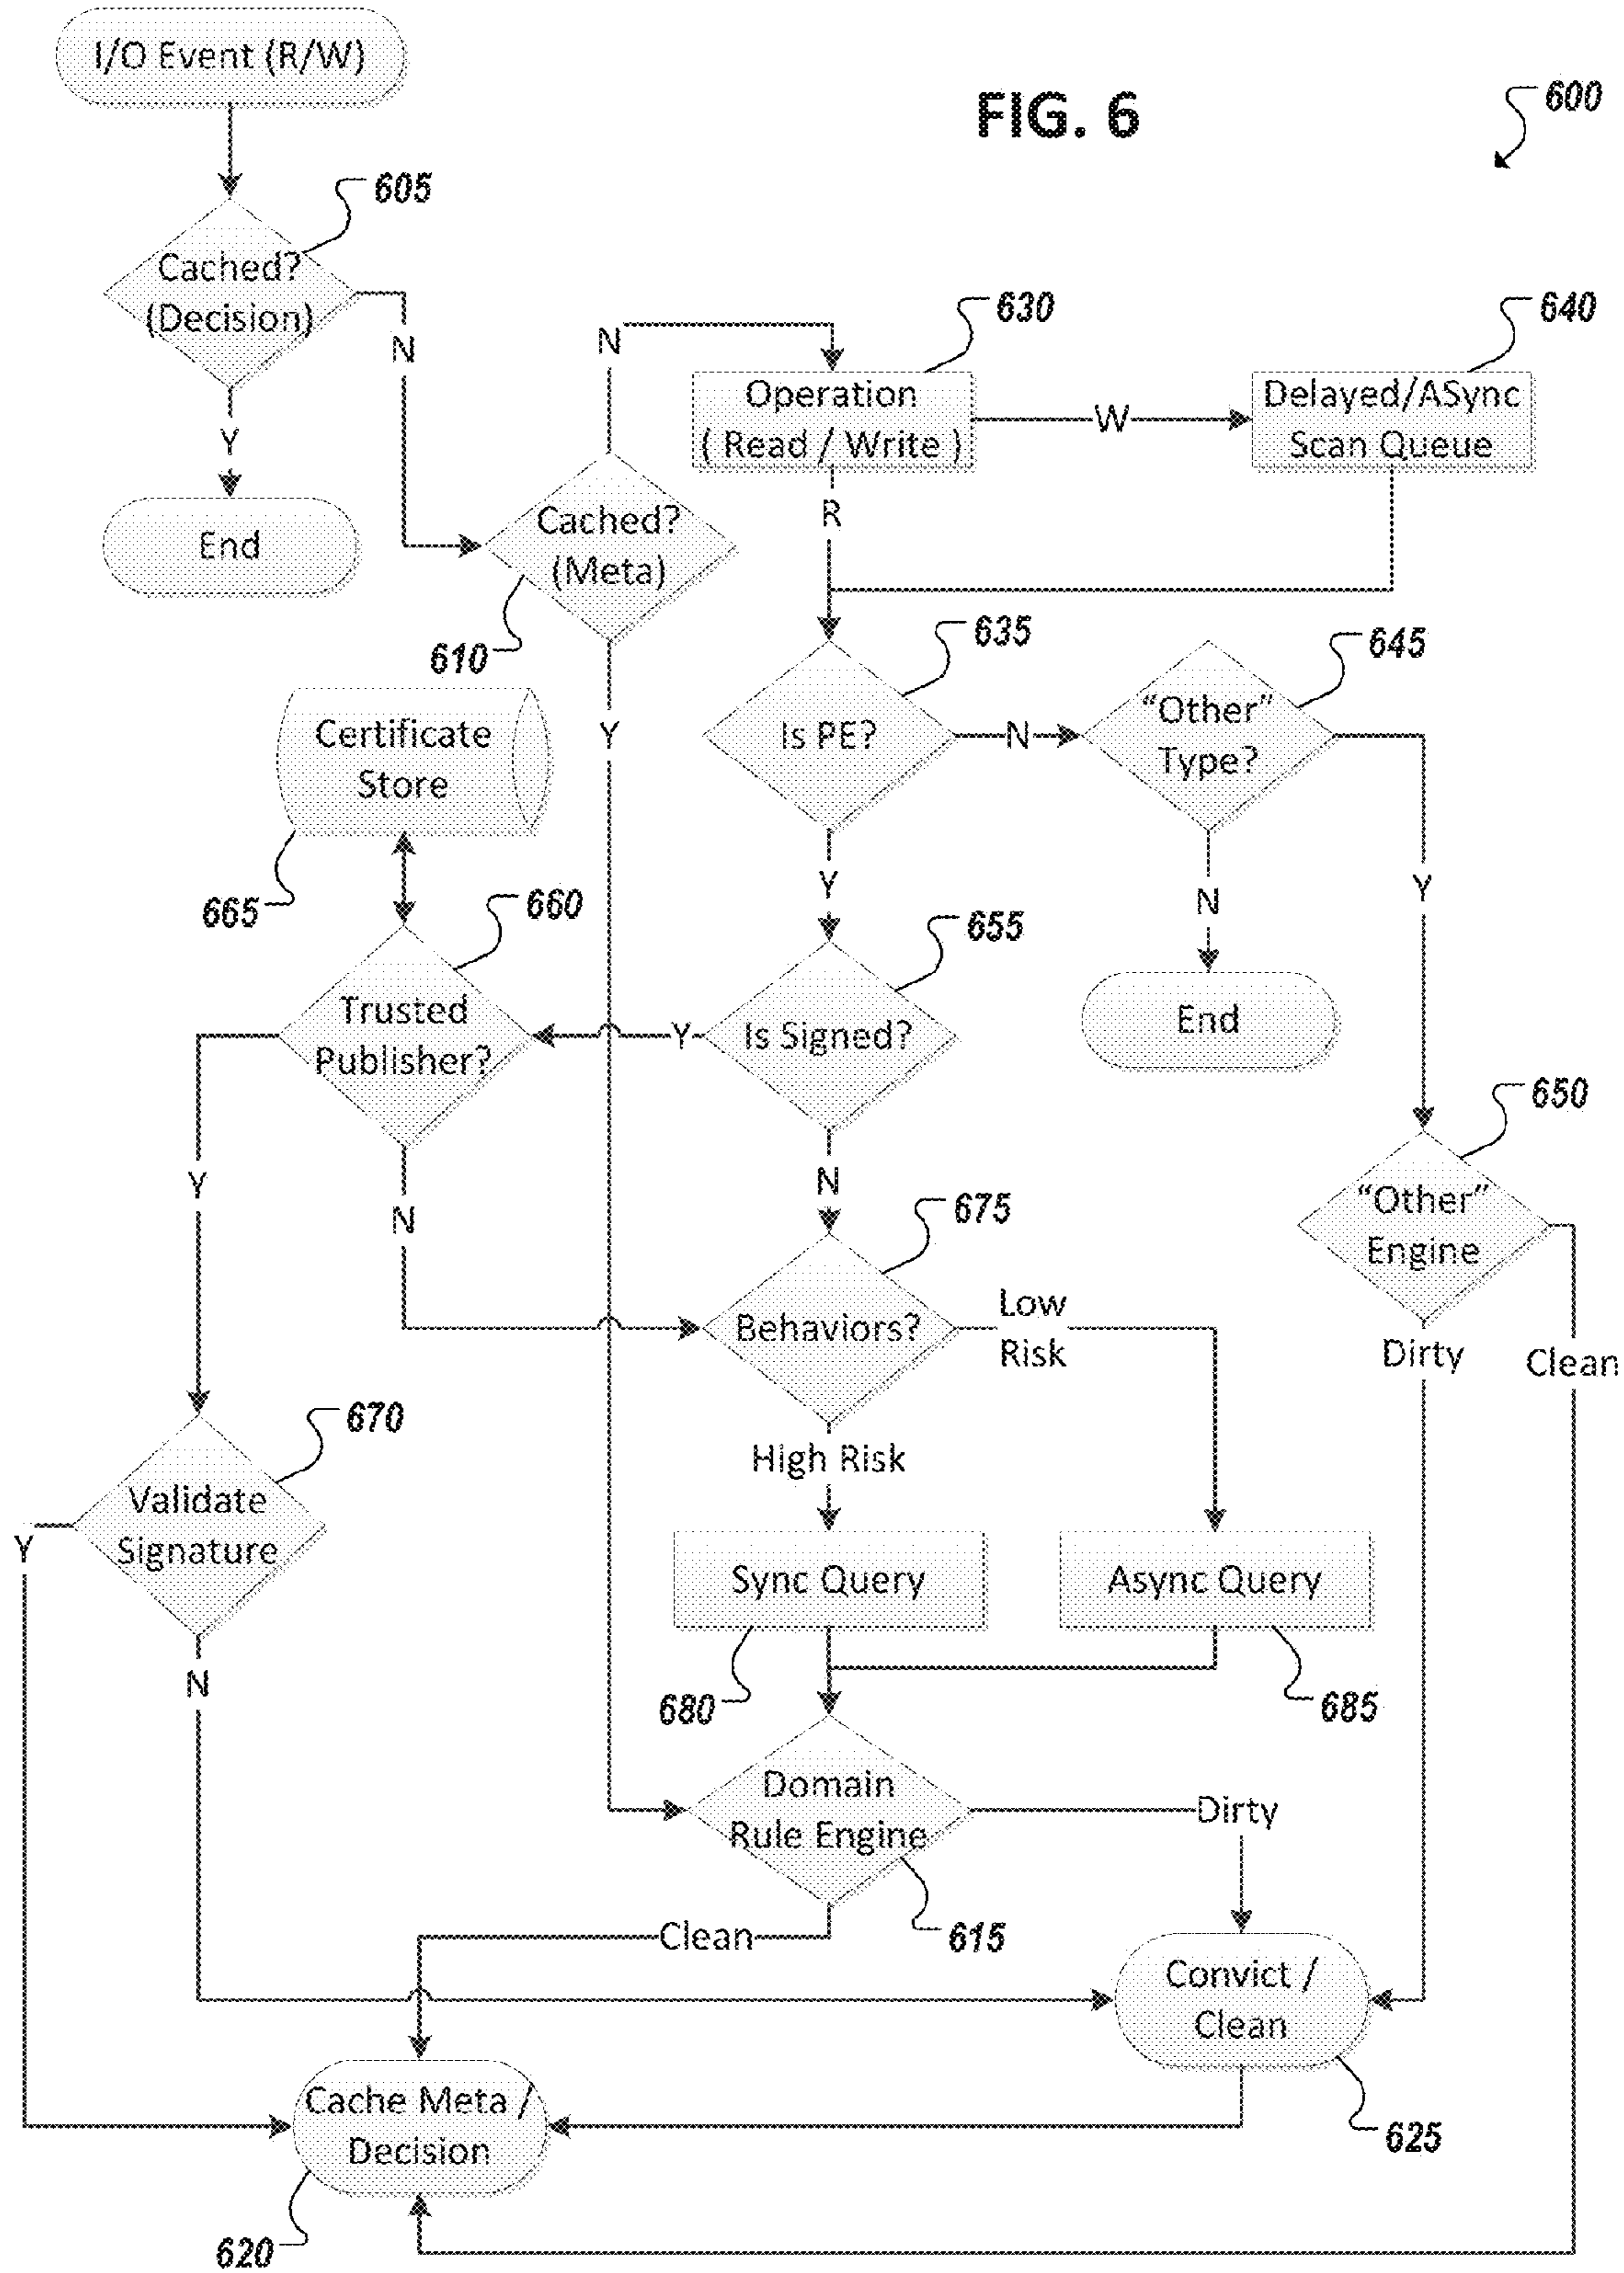 I/O Event (R/W)
FIG. 6
600
605
Cached?
(Decision)
N
Y
End
N
630
640
Operation
( Read / Write )
W
Delayed/ASync
Scan Queue
R
Cached?
(Meta)
610
Y
635
645
Is PE?
N
"Other"
Type?
Y
N
Y
End
Certificate
Store
665
660
655
Trusted
Publisher?
Y
Is Signed?
650
"Other"
Engine
Y
N
N
675
Behaviors?
Low
Risk
Dirty
Clean
High Risk
670
Validate
Signature
Y
N
Sync Query
Async Query
680
685
Domain
Rule Engine
Dirty
Clean
615
Convict /
Clean
625
Cache Meta /
Decision
620